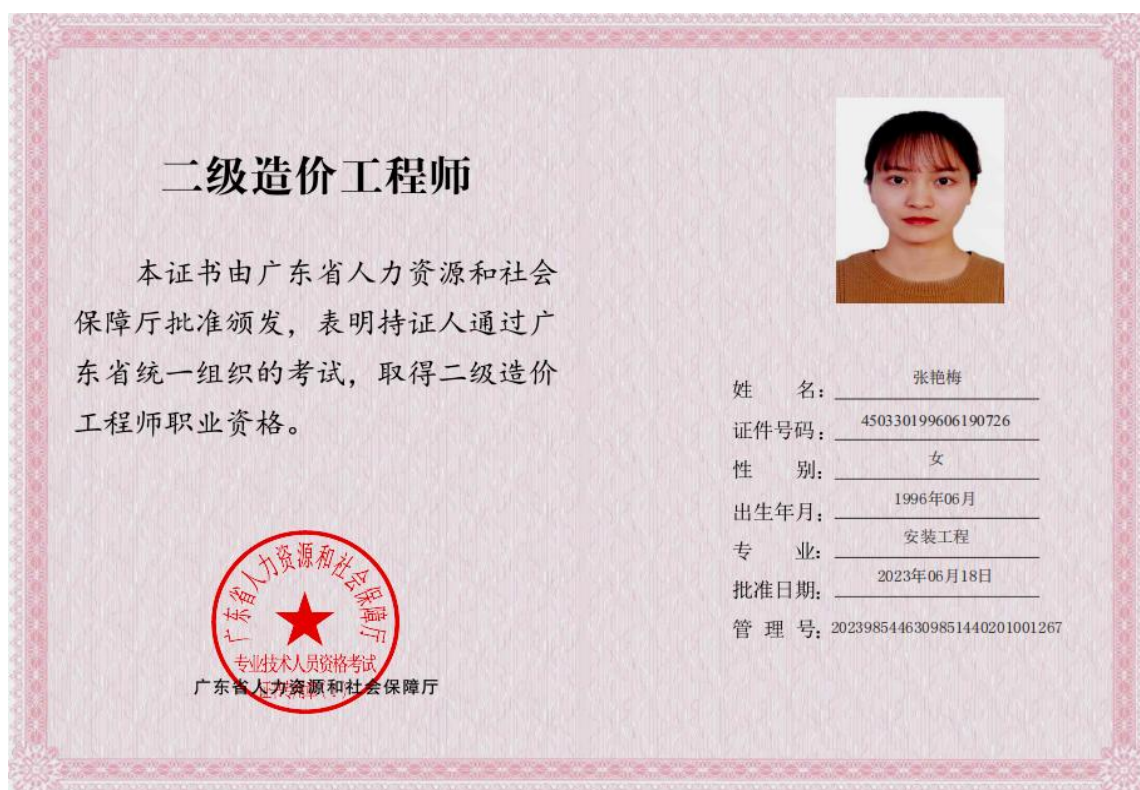 二级造价工程师
本证书由广东省人力资源和社会
保障厅批准颁发，表明持证人通过广
东省统一组织的考试，取得二级造价
工程师职业资格。
广东省人力资源和社会保障厅
专业技术人员资格考试
广东省人力资源和社会保障厅
姓 名： 张艳梅
证件号码： 450330199606190726
性 别： 女
出生年月： 1996年06月
专 业： 安装工程
批准日期： 2023年06月18日
管 理 号： 20239854463098514402010012​67